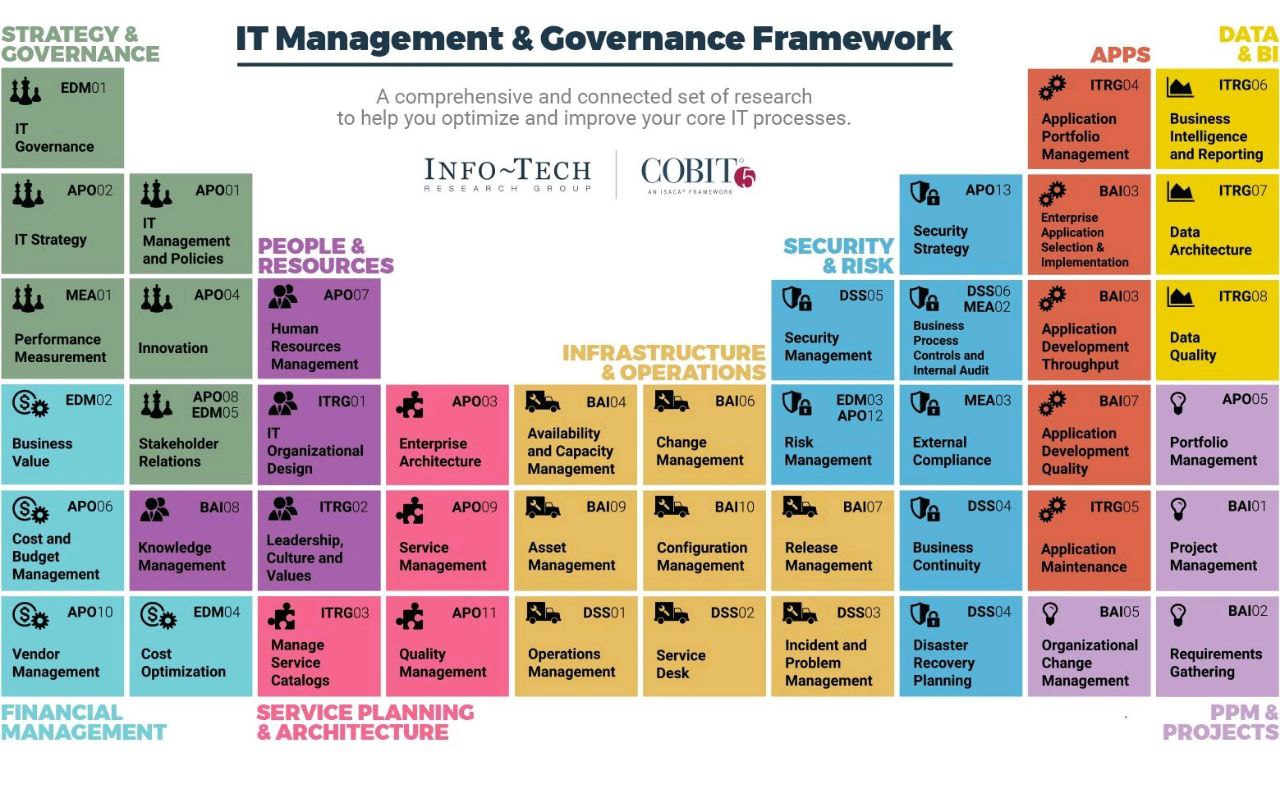 IT Management & Governance Framework
A comprehensive and connected set of research
to help you optimize and improve your core IT processes.
INFO~TECH
RESEARCH GROUP
COBIT® 5
AN ISACA® FRAMEWORK
STRATEGY &
GOVERNANCE
EDM01
IT
Governance
APO02
IT Strategy
APO01
IT
Management
and Policies
MEA01
Performance
Measurement
APO04
Innovation
APO08
EDM05
Stakeholder
Relations
PEOPLE &
RESOURCES
APO07
Human
Resources
Management
ITRG01
IT
Organizational
Design
BAI08
Knowledge
Management
ITRG02
Leadership,
Culture and
Values
EDM02
Business
Value
APO06
Cost and
Budget
Management
APO10
Vendor
Management
EDM04
Cost
Optimization
FINANCIAL
MANAGEMENT
APO03
Enterprise
Architecture
APO09
Service
Management
ITRG03
Manage
Service
Catalogs
APO11
Quality
Management
SERVICE PLANNING
& ARCHITECTURE
INFRASTRUCTURE
& OPERATIONS
BAI04
Availability
and Capacity
Management
BAI06
Change
Management
BAI09
Asset
Management
BAI10
Configuration
Management
BAI07
Release
Management
DSS01
Operations
Management
DSS02
Service
Desk
DSS03
Incident and
Problem
Management
SECURITY
& RISK
APO13
Security
Strategy
DSS05
Security
Management
DSS06
MEA02
Business
Process
Controls and
Internal Audit
EDM03
APO12
Risk
Management
MEA03
External
Compliance
DSS04
Business
Continuity
DSS04
Disaster
Recovery
Planning
APPS
ITRG04
Application
Portfolio
Management
BAI03
Enterprise
Application
Selection &
Implementation
BAI03
Application
Development
Throughput
BAI07
Application
Development
Quality
ITRG05
Application
Maintenance
DATA
& BI
ITRG06
Business
Intelligence
and Reporting
ITRG07
Data
Architecture
ITRG08
Data
Quality
APO05
Portfolio
Management
BAI01
Project
Management
BAI05
Organizational
Change
Management
BAI02
Requirements
Gathering
PPM &
PROJECTS